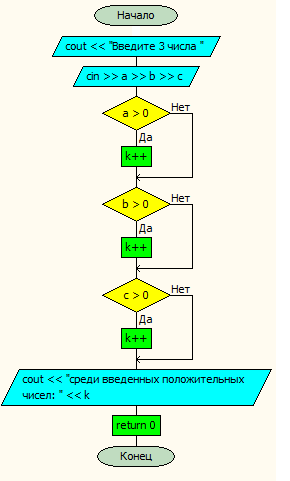 Начало
cout << "Введите 3 числа "
cin >> a >> b >> c
a > 0
Нет
Да
k++
b > 0
Нет
Да
k++
c > 0
Нет
Да
k++
cout << "среди введенных положительных
чисел: " << k
return 0
Конец